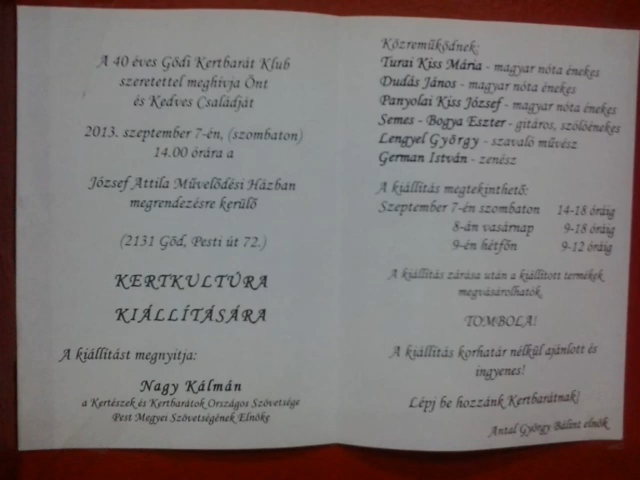 A 40 éves Gödi Kertbarát Klub
szeretettel meghívja Önt
és Kedves Családját
2013. szeptember 7-én, (szombaton)
14.00 órára a
József Attila Művelődési Házban
megrendezésre kerülő
(2131 Göd, Pesti út 72.)
KERTKULTÚRA
KIÁLLÍTÁSÁRA
A kiállítást megnyitja:
Nagy Kálmán
a Kertészek és Kertbarátok Országos Szövetsége
Pest Megyei Szövetségének Elnöke
Közreműködnek:
Turai Kiss Mária - magyar nóta énekes
Dudás János - magyar nóta énekes
Panyolai Kiss József - magyar nóta énekes
Semes - Bogya Eszter - gitáros, szólóénekes
Lengyel György - szavaló művész
German István - zenész
A kiállítás megtekinthető:
Szeptember 7-én szombaton 14-18 óráig
8-án vasárnap 9-18 óráig
9-én hétfőn 9-12 óráig
A kiállítás zárása után a kiállított termékek
megvásárolhatók.
TOMBOLA!
A kiállítás korhatár nélkül ajánlott és
ingyenes!
Lépj be hozzánk Kertbarátnak!
Antal György Bálint elnök